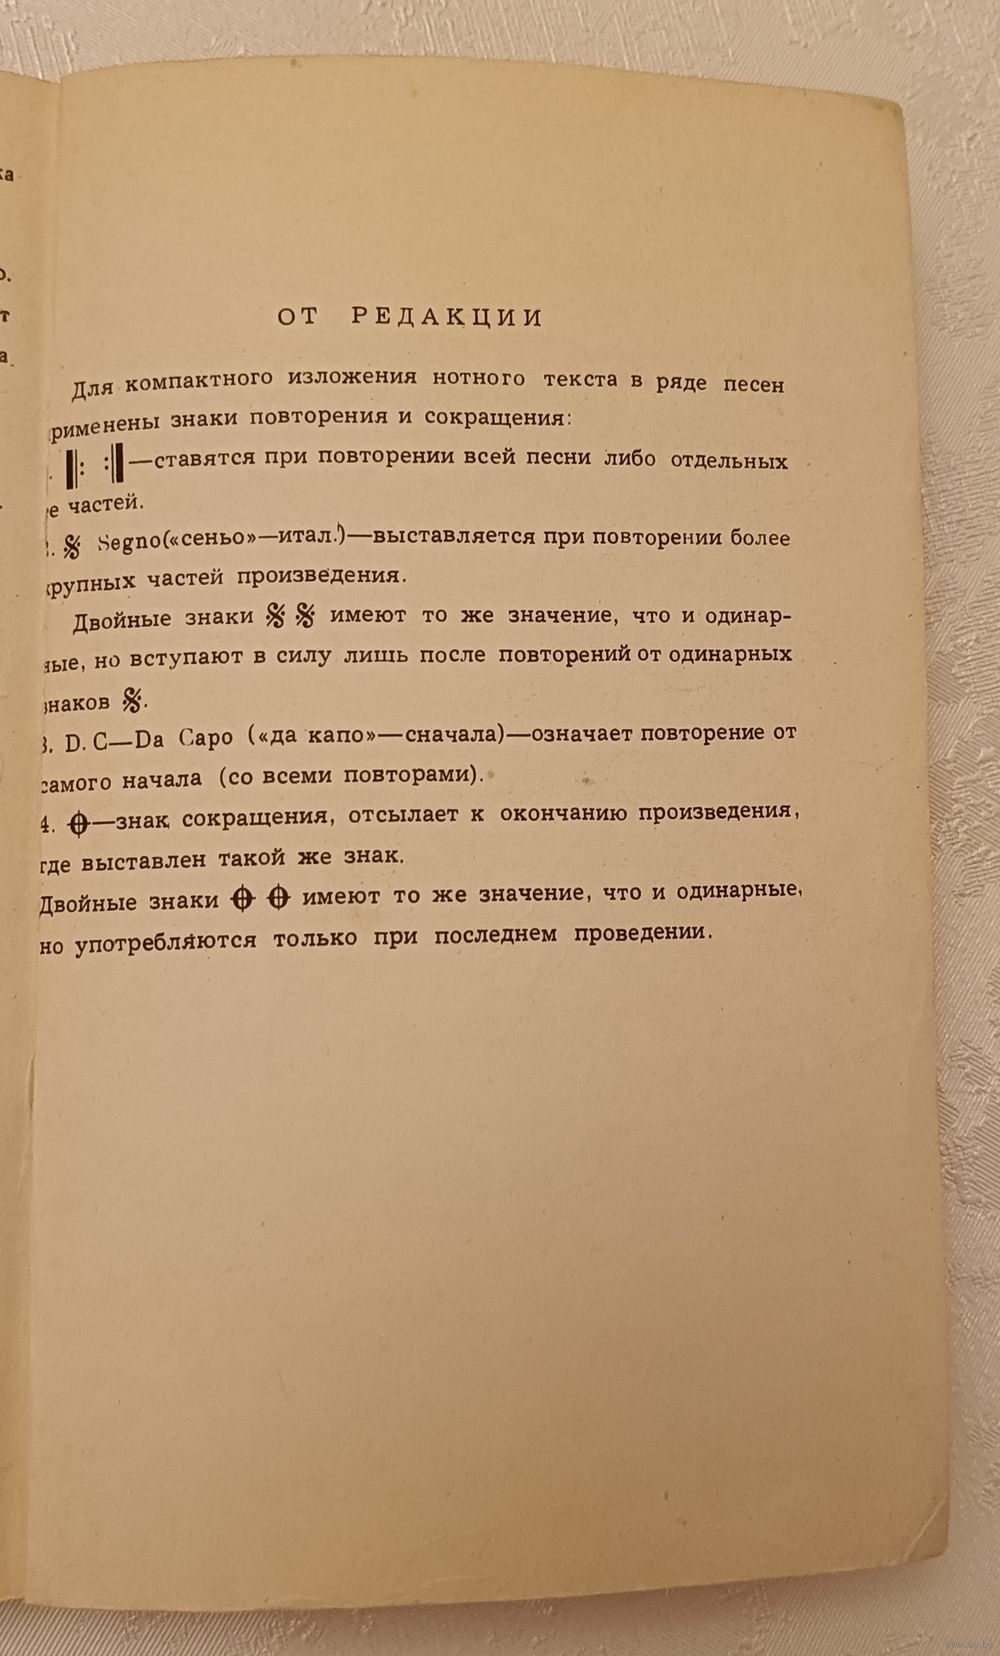 ка
о.
т
а
ОТ РЕДАКЦИИ
Для компактного изложения нотного текста в ряде песен
рименены знаки повторения и сокращения:
. 𝄆 𝄇—ставятся при повторении всей песни либо отдельных
ее частей.
2. 𝄋 Segno(«сеньо»—итал.)—выставляется при повторении более
крупных частей произведения.
Двойные знаки 𝄋 𝄋 имеют то же значение, что и одинар-
ные, но вступают в силу лишь после повторений от одинарных
знаков 𝄋.
3. D. C—Da Capo («да капо»—сначала)—означает повторение от
самого начала (со всеми повторами).
4. 𝄌—знак сокращения, отсылает к окончанию произведения,
где выставлен такой же знак.
Двойные знаки 𝄌 𝄌 имеют то же значение, что и одинарные,
но употребляются только при последнем проведении.